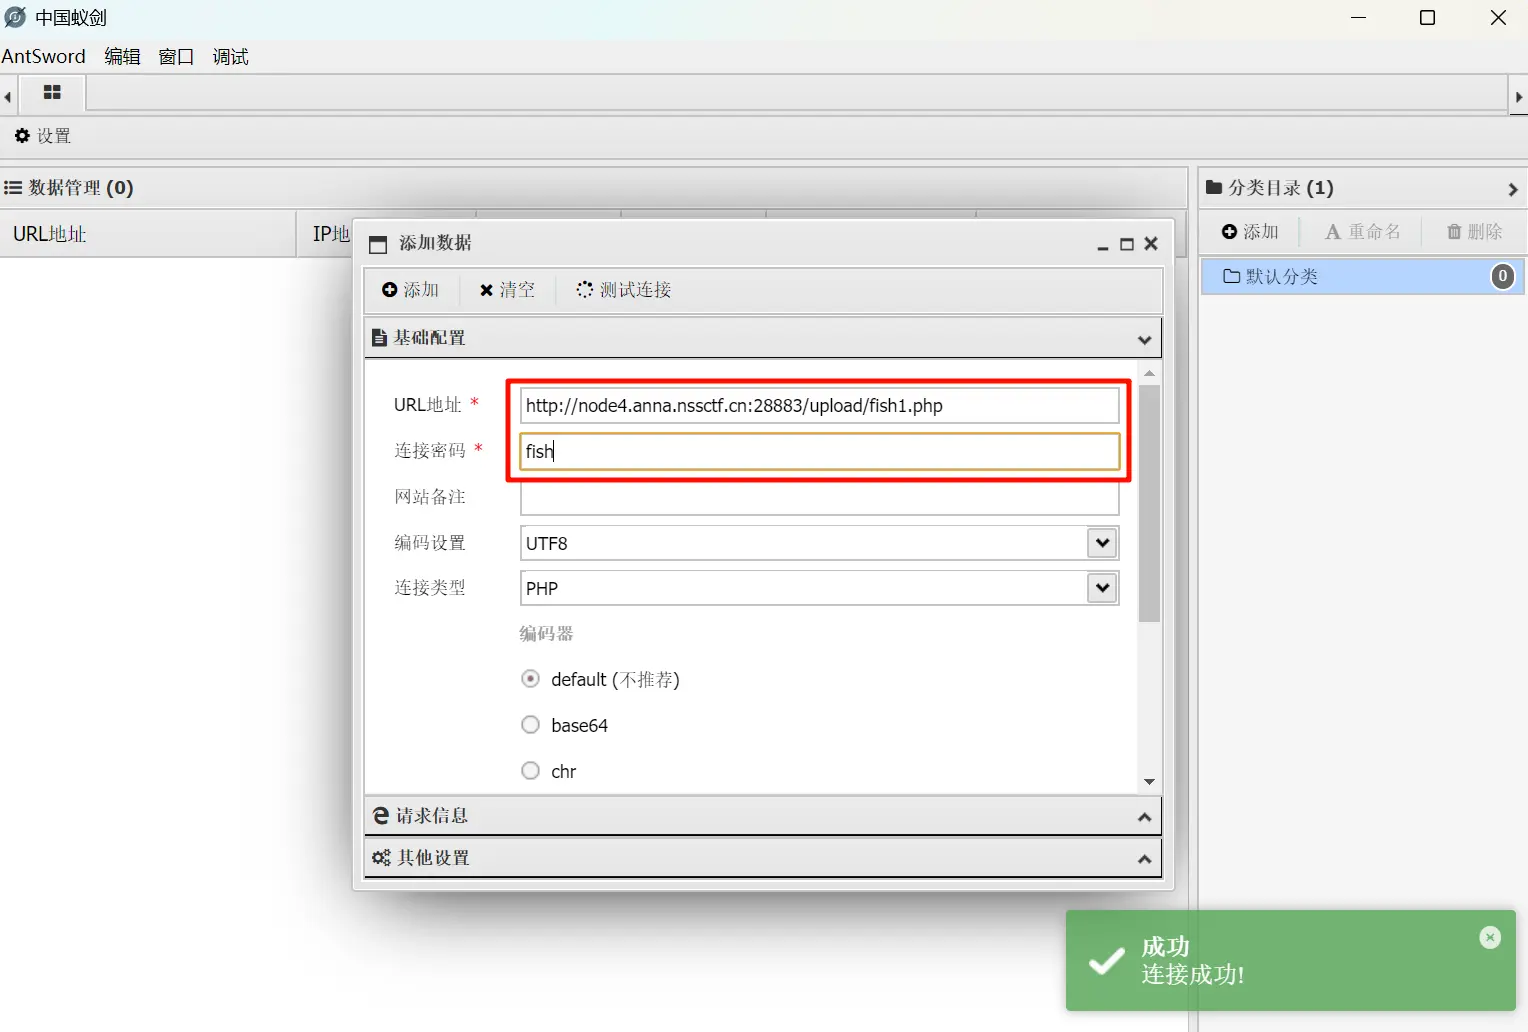 中国蚁剑
AntSword 编辑 窗口 调试
设置
数据管理 (0)
分类目录 (1)
URL地址 IP地
添加 重命名 删除
默认分类 0
添加数据
添加 清空 测试连接
基础配置
URL地址 * http://node4.anna.nssctf.cn:28883/upload/fish1.php
连接密码 * fish
网站备注
编码设置 UTF8
连接类型 PHP
编码器
default (不推荐)
base64
chr
请求信息
其他设置
成功
连接成功!